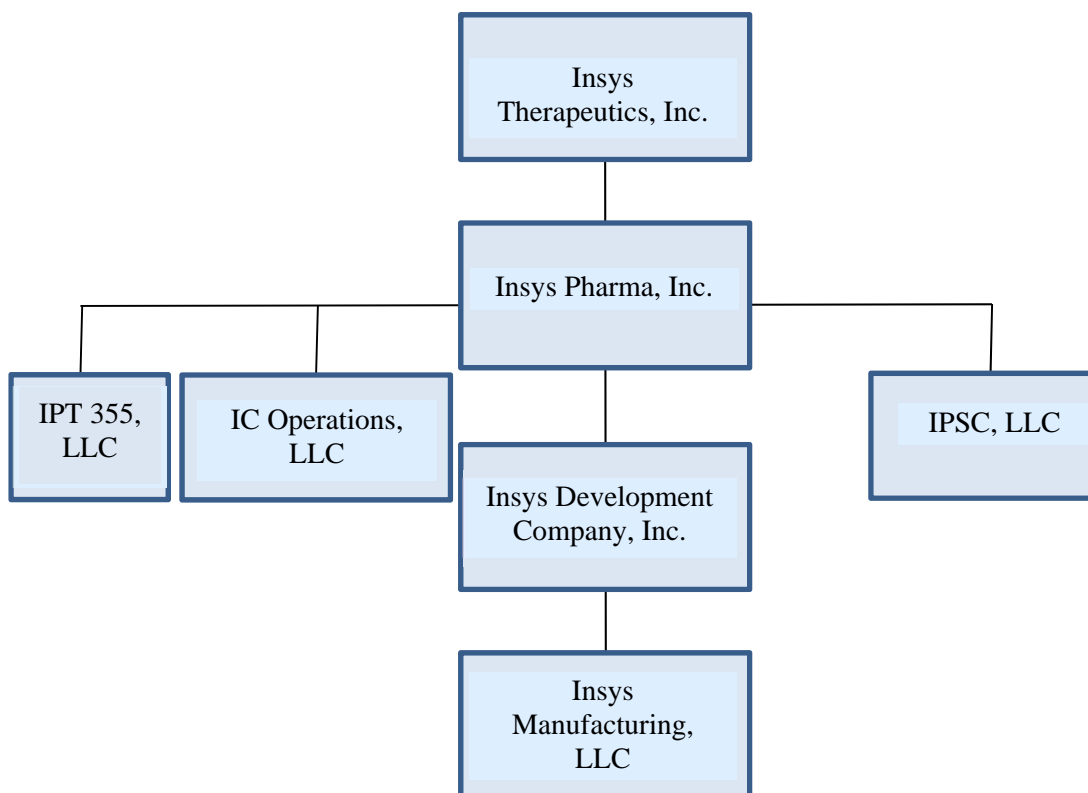 Insys
Therapeutics, Inc.
Insys Pharma, Inc.
IPT 355,
LLC
IC Operations,
LLC
IPSC, LLC
Insys Development
Company, Inc.
Insys
Manufacturing,
LLC